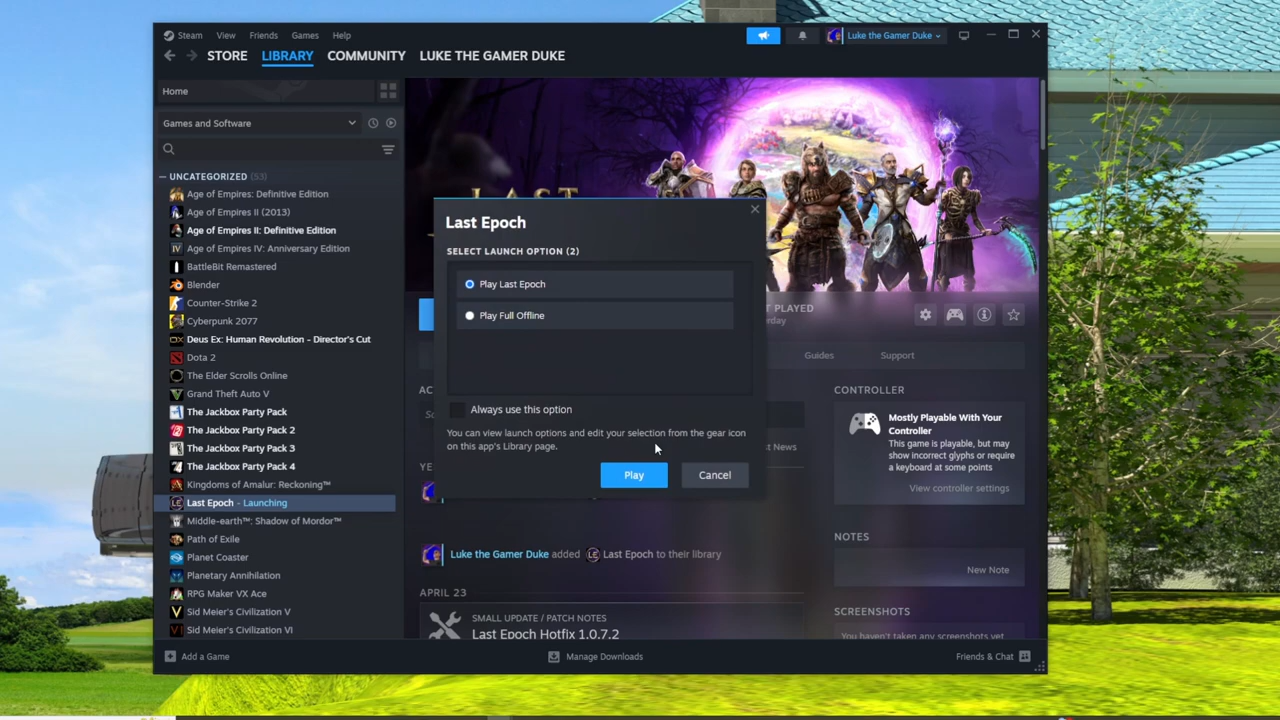 Steam View Friends Games Help
Luke the Gamer Duke
STORE LIBRARY COMMUNITY LUKE THE GAMER DUKE
Home
Games and Software
UNCATEGORIZED (53)
Age of Empires: Definitive Edition
Age of Empires II (2013)
Age of Empires II: Definitive Edition
Age of Empires IV: Anniversary Edition
BattleBit Remastered
Blender
Counter-Strike 2
Cyberpunk 2077
Deus Ex: Human Revolution - Director's Cut
Dota 2
The Elder Scrolls Online
Grand Theft Auto V
The Jackbox Party Pack
The Jackbox Party Pack 2
The Jackbox Party Pack 3
The Jackbox Party Pack 4
Kingdoms of Amalur: Reckoning™
Last Epoch - Launching
Middle-earth™: Shadow of Mordor™
Path of Exile
Planet Coaster
Planetary Annihilation
RPG Maker VX Ace
Sid Meier's Civilization V
Sid Meier's Civilization VI
Add a Game
LAST
Last Epoch
SELECT LAUNCH OPTION (2)
Play Last Epoch
Play Full Offline
Always use this option
You can view launch options and edit your selection from the gear icon
on this app's Library page.
Play Cancel
T PLAYED
rday
Guides Support
AC
t News
YE
Luke the Gamer Duke added LE Last Epoch to their library
APRIL 23
SMALL UPDATE / PATCH NOTES
Last Epoch Hotfix 1.0.7.2
CONTROLLER
Mostly Playable With Your
Controller
This game is playable, but may
show incorrect glyphs or require
a keyboard at some points
View controller settings
NOTES
New Note
SCREENSHOTS
You haven't taken any screenshots yet
Manage Downloads
Friends & Chat